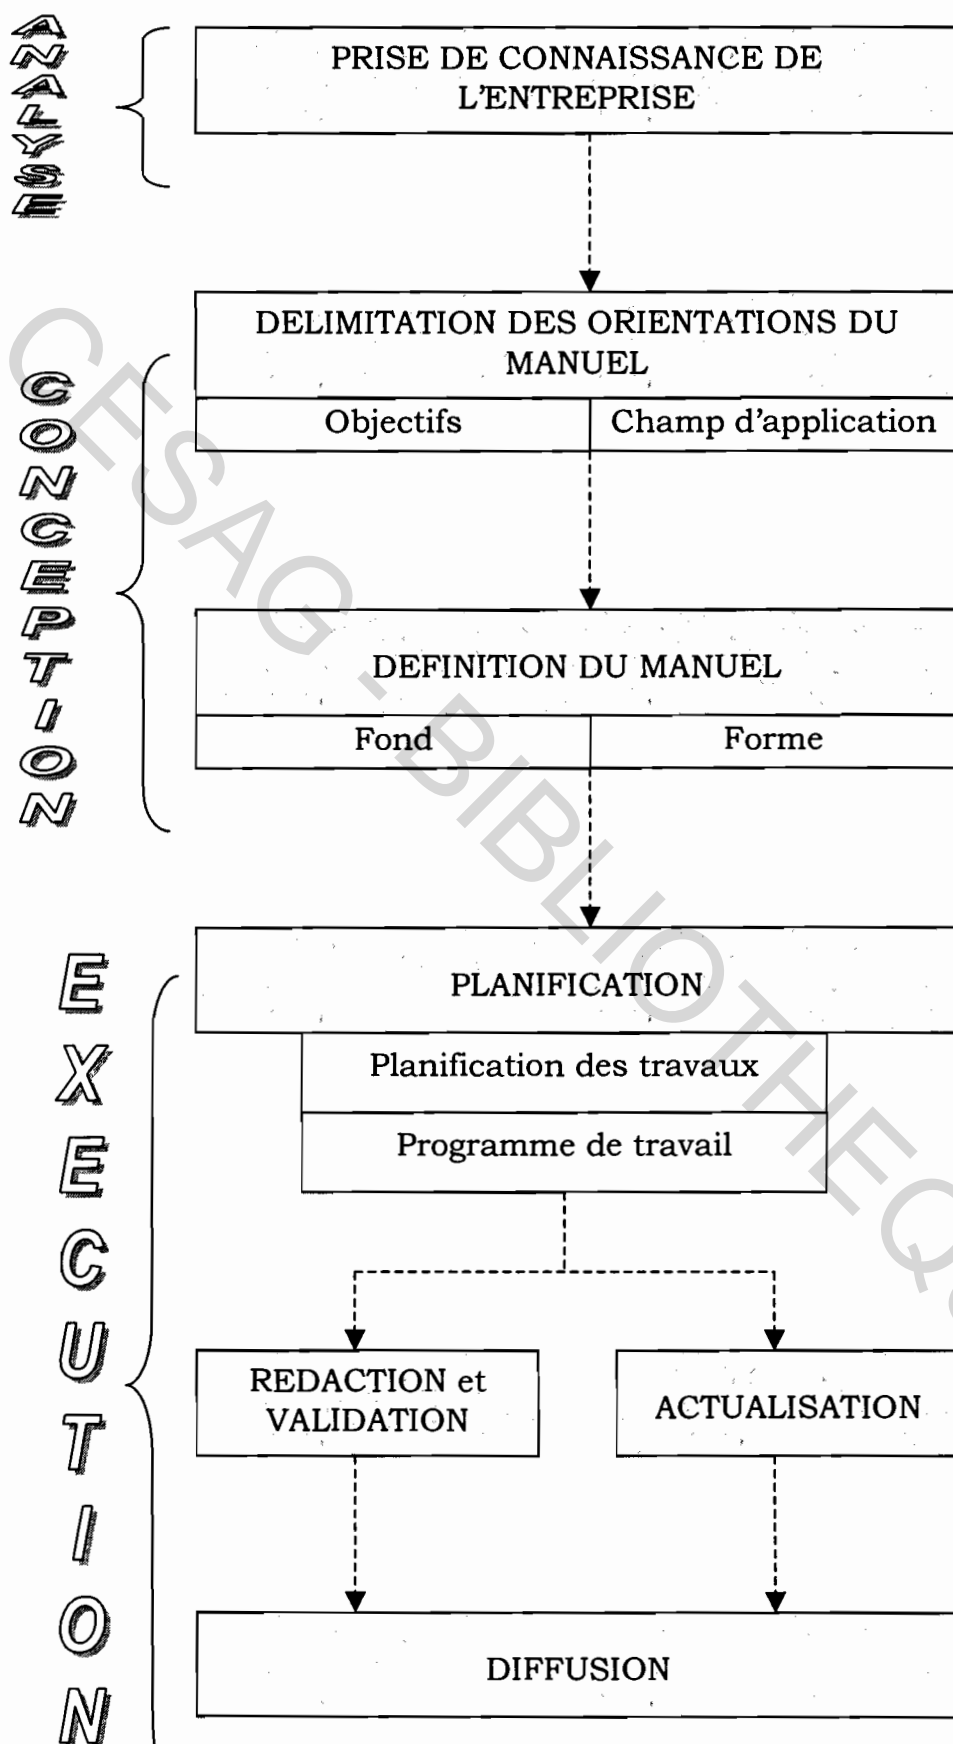 ANALYSE
PRISE DE CONNAISSANCE DE
L'ENTREPRISE
CONCEPTION
DELIMITATION DES ORIENTATIONS DU
MANUEL
Objectifs
Champ d'application
DEFINITION DU MANUEL
Fond
Forme
EXECUTION
PLANIFICATION
Planification des travaux
Programme de travail
REDACTION et
VALIDATION
ACTUALISATION
DIFFUSION
CESAG - BIBLIOTHEQU